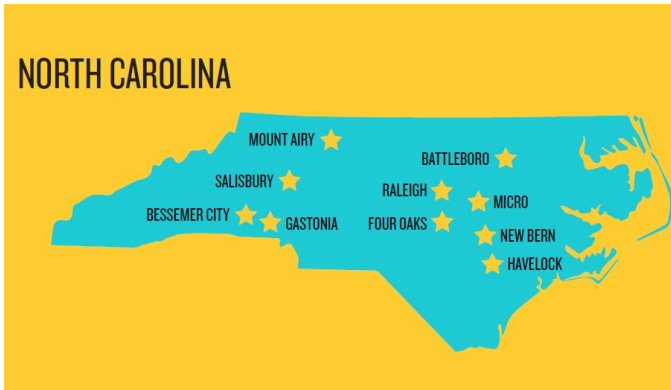 NORTH CAROLINA
MOUNT AIRY
BATTLEBORO
SALISBURY
RALEIGH
MICRO
BESSEMER CITY
GASTONIA
FOUR OAKS
NEW BERN
HAVELOCK